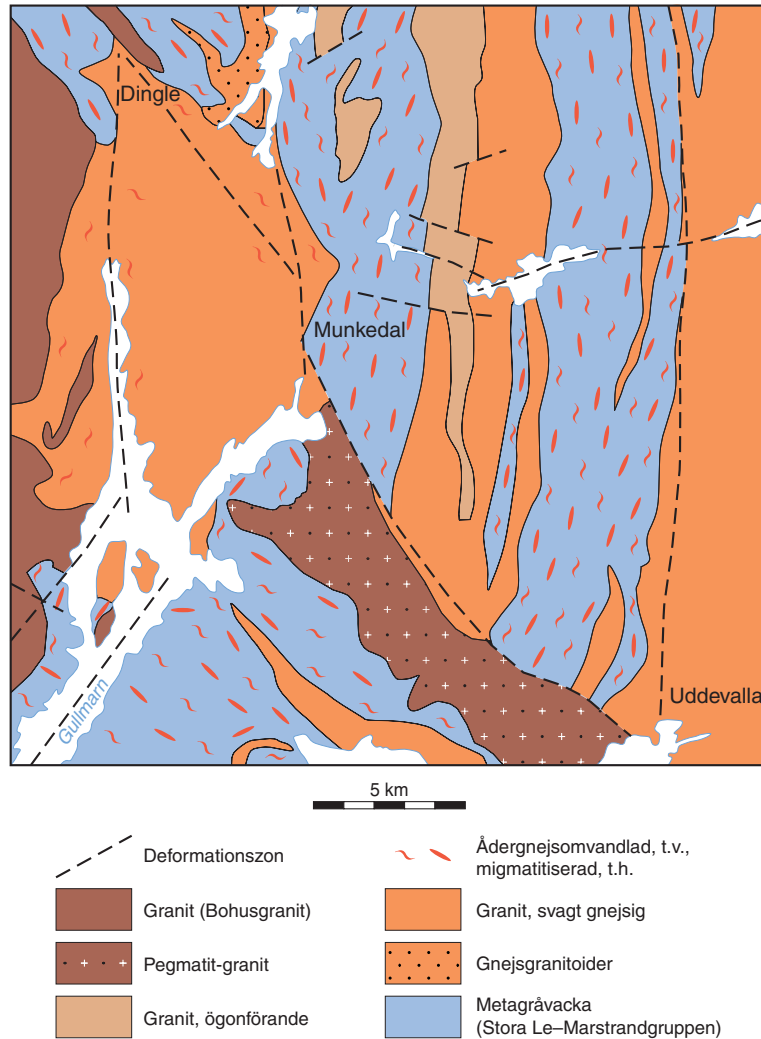 Dingle
Munkedal
Uddevalla
Gullmarn
5 km
Deformationszon
Granit (Bohusgranit)
Pegmatit-granit
Granit, ögonförande
Ådergnejsomvandlad, t.v.,
migmatitiserad, t.h.
Granit, svagt gnejsig
Gnejsgranitoider
Metagråvacka
(Stora Le–Marstrandgruppen)